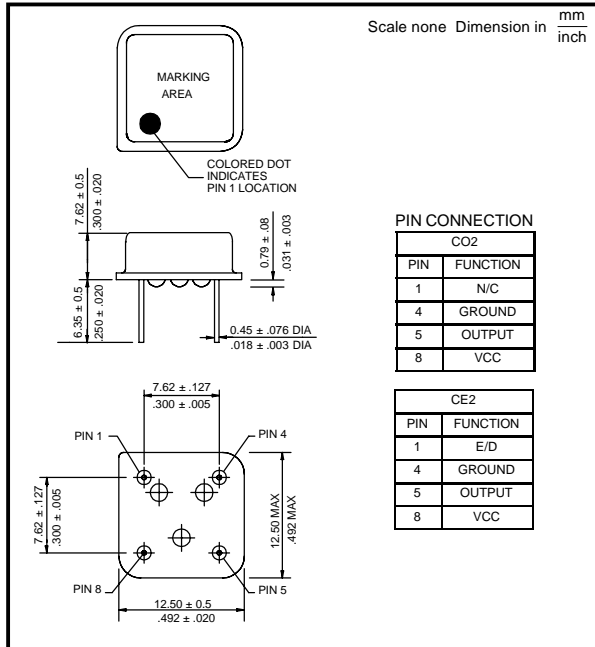 Scale none Dimension in mm
inch
MARKING
AREA
COLORED DOT
INDICATES
PIN 1 LOCATION
7.62 ± 0.5
.300 ± .020
6.35 ± 0.5
.250 ± .020
0.79 ± .08
.031 ± .003
0.45 ± .076 DIA
.018 ± .003 DIA
PIN CONNECTION
CO2
PIN FUNCTION
1 N/C
4 GROUND
5 OUTPUT
8 VCC
CE2
PIN FUNCTION
1 E/D
4 GROUND
5 OUTPUT
8 VCC
7.62 ± .127
.300 ± .005
PIN 1
PIN 4
7.62 ± .127
.300 ± .005
12.50 MAX
.492 MAX
PIN 8
PIN 5
12.50 ± 0.5
.492 ± .020